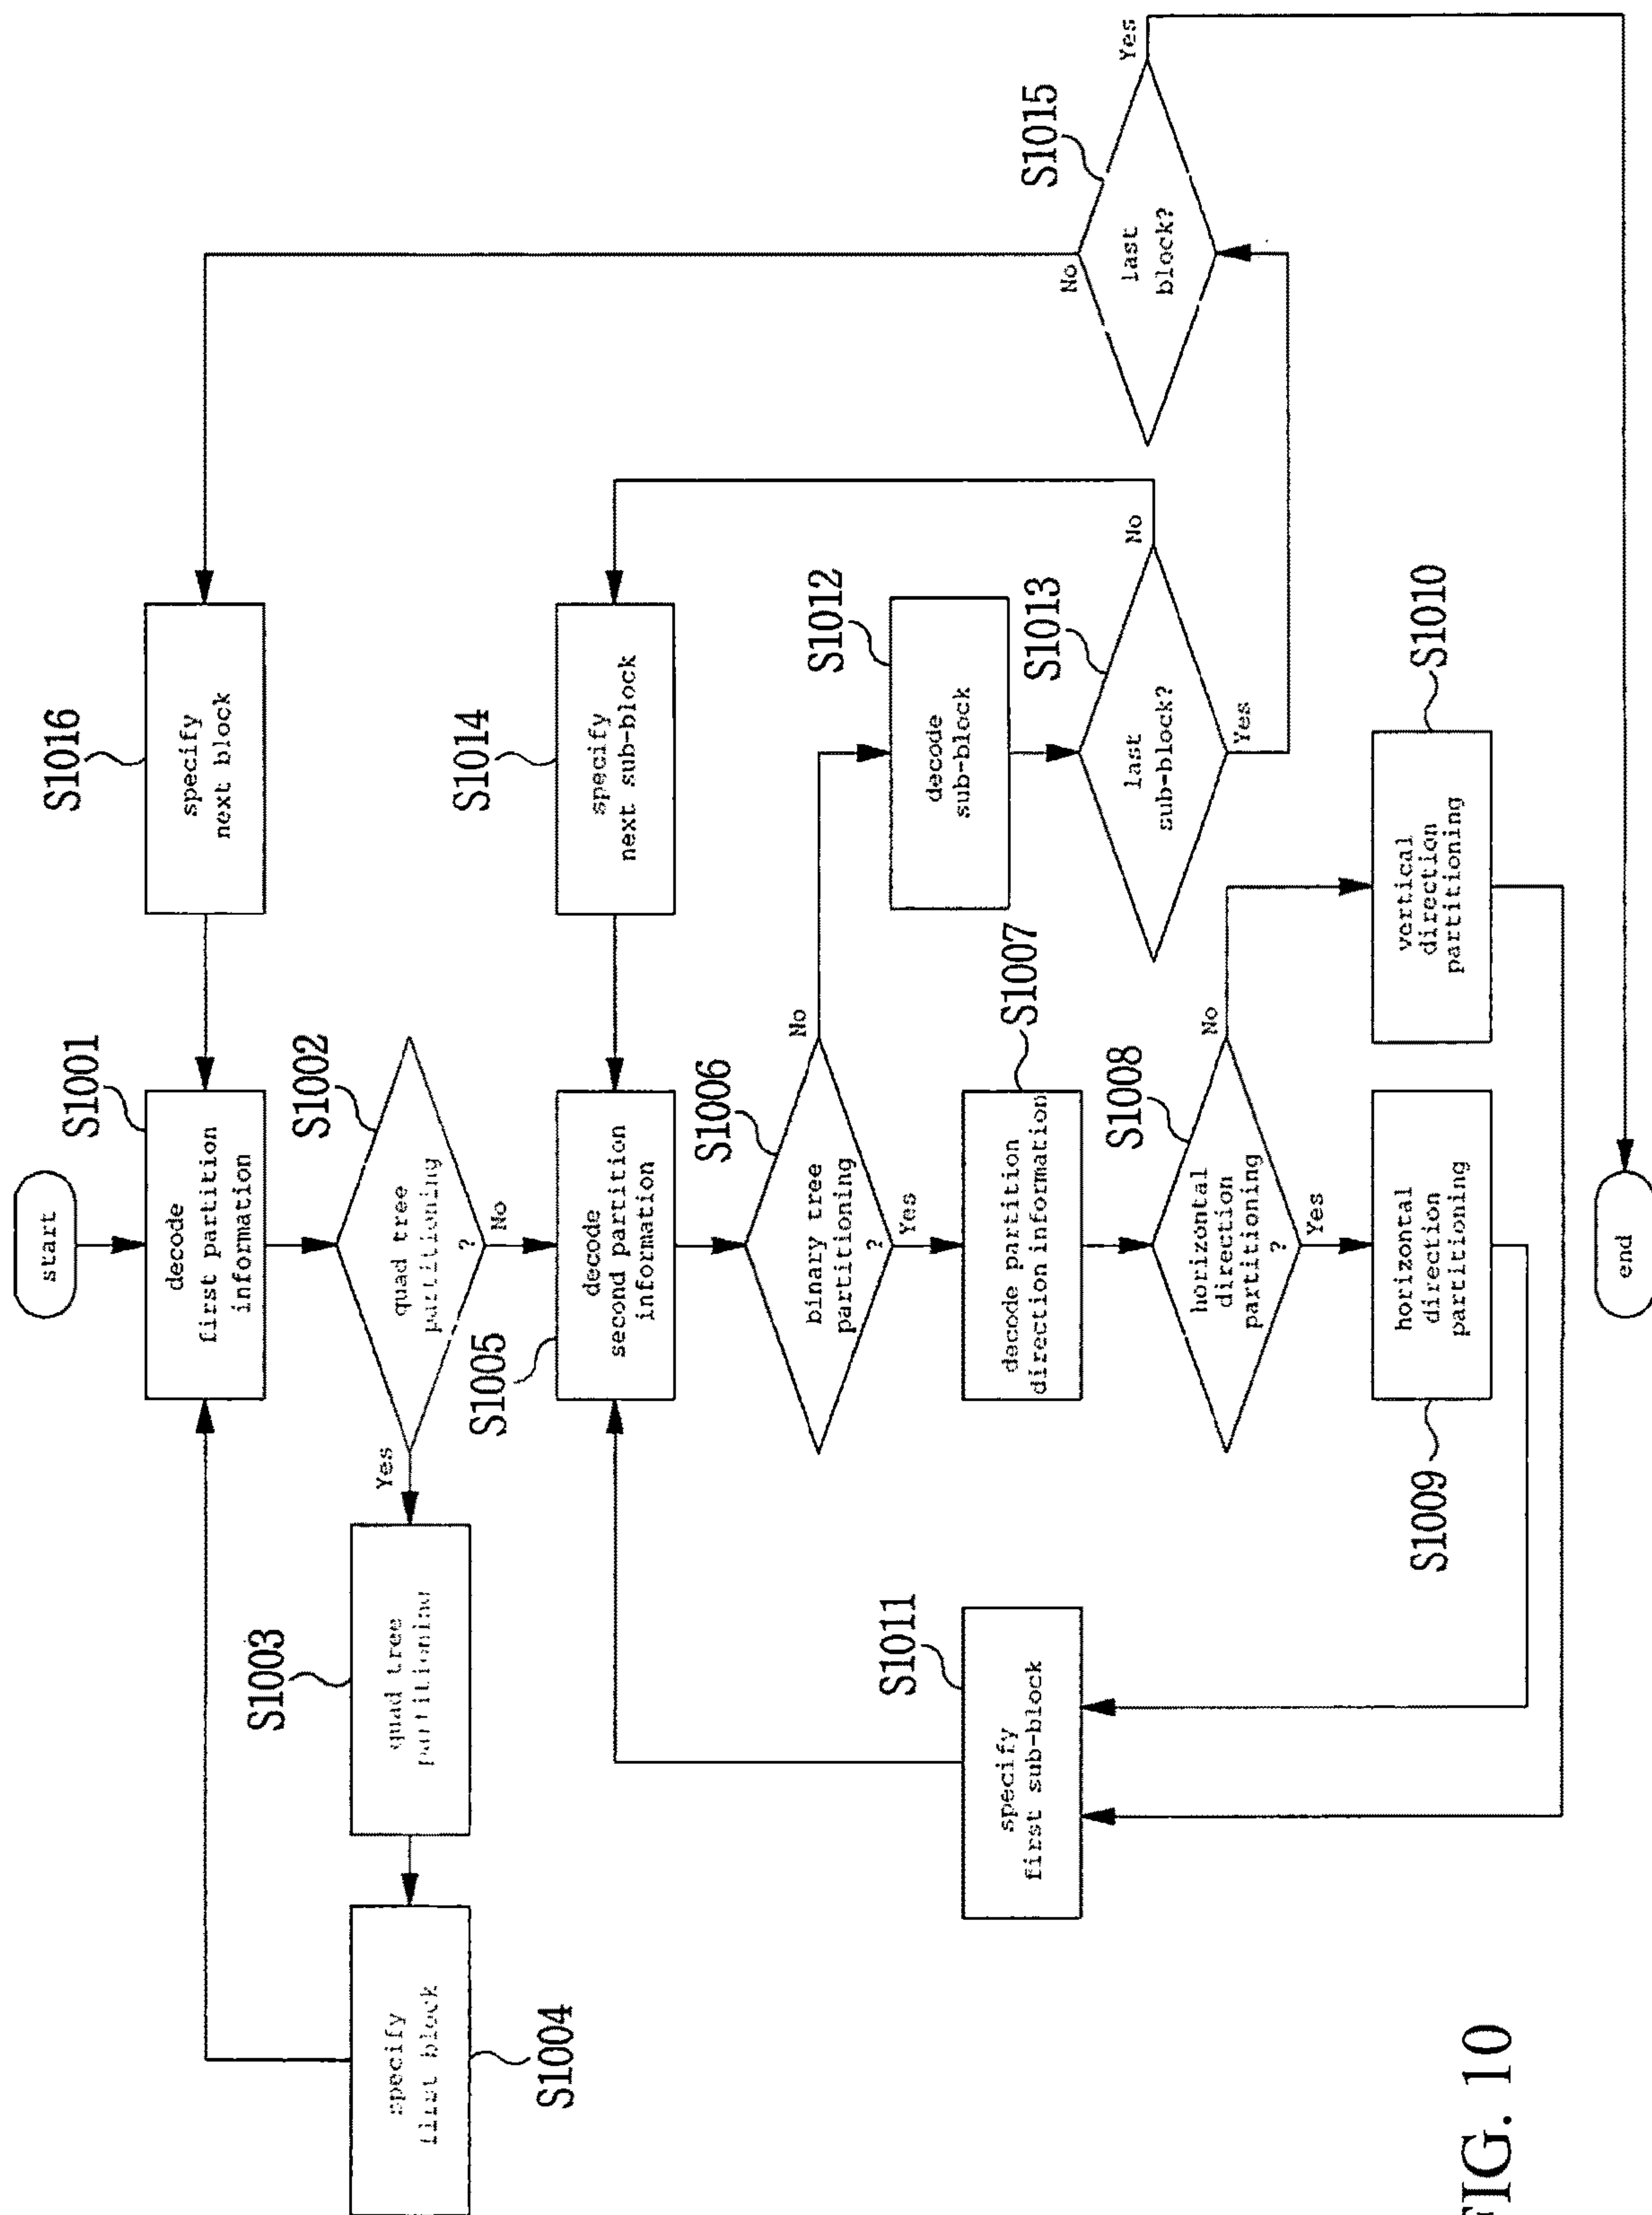 start
S1001
decode
first partition
information
S1016
specify
next block
S1002
quad tree
partitioning
?
Yes
No
S1003
quad tree
partitioning
S1004
specify
first block
S1005
decode
second partition
information
S1014
specify
next sub-block
S1006
binary tree
partitioning
?
No
Yes
S1012
decode
sub-block
S1007
decode partition
direction information
S1013
last
sub-block?
No
Yes
S1015
last
block?
No
Yes
S1008
horizontal
direction
partitioning
?
No
Yes
S1011
specify
first sub-block
S1009
horizontal
direction
partitioning
S1010
vertical
direction
partitioning
end
FIG. 10